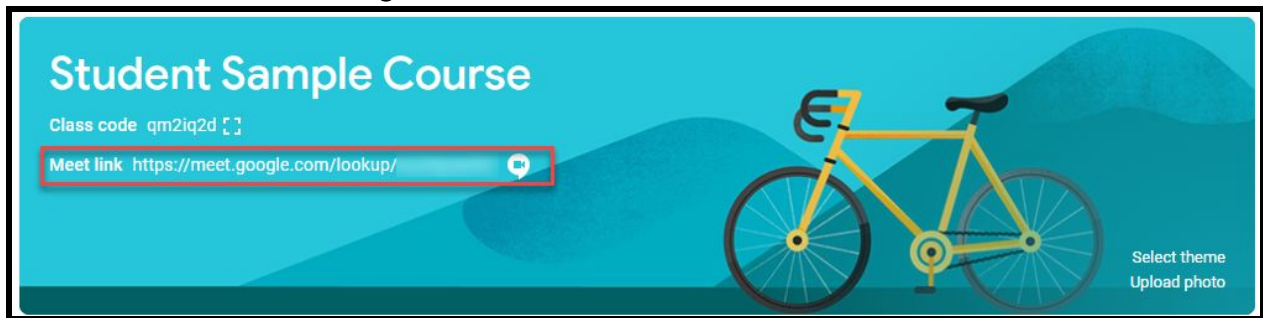 Student Sample Course
Class code qm2iq2d
Meet link https://meet.google.com/lookup/
Select theme
Upload photo